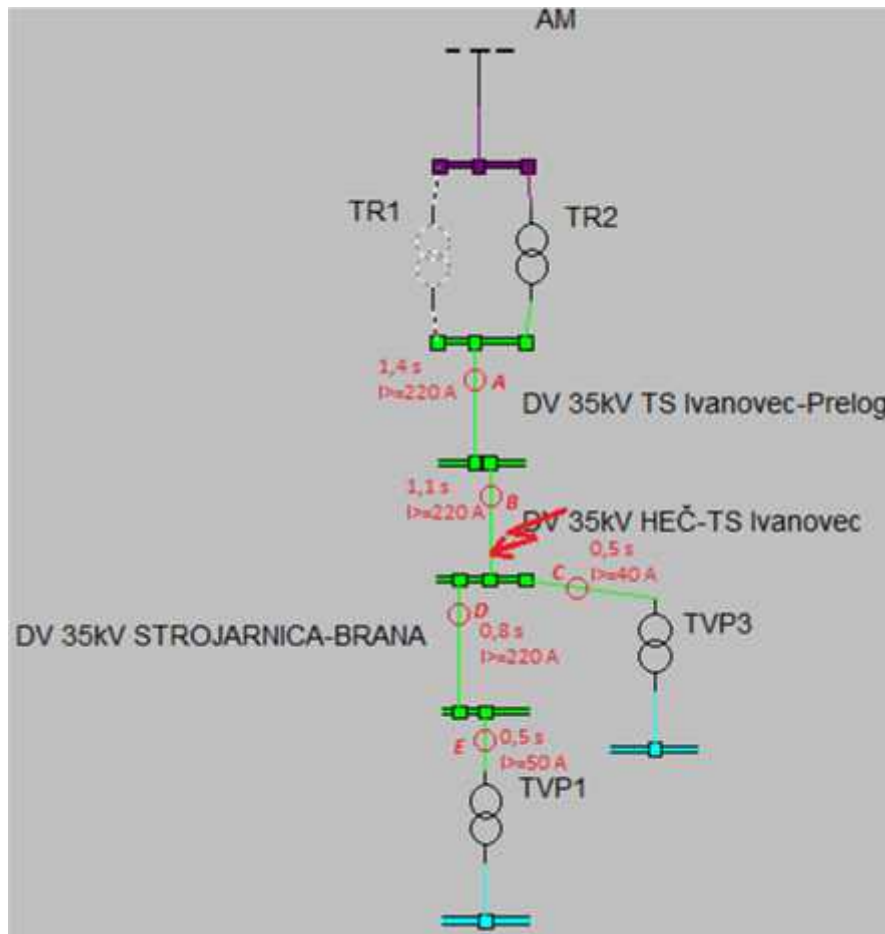 AM
TR1
TR2
1,4 s
I>=220 A
A
DV 35kV TS Ivanovec-Prelog
1,1 s
I>=220 A
B
DV 35kV HEČ-TS Ivanovec
0,5 s
I>=40 A
C
D
0,8 s
I>=220 A
DV 35kV STROJARNICA-BRANA
TVP3
E
0,5 s
I>=50 A
TVP1